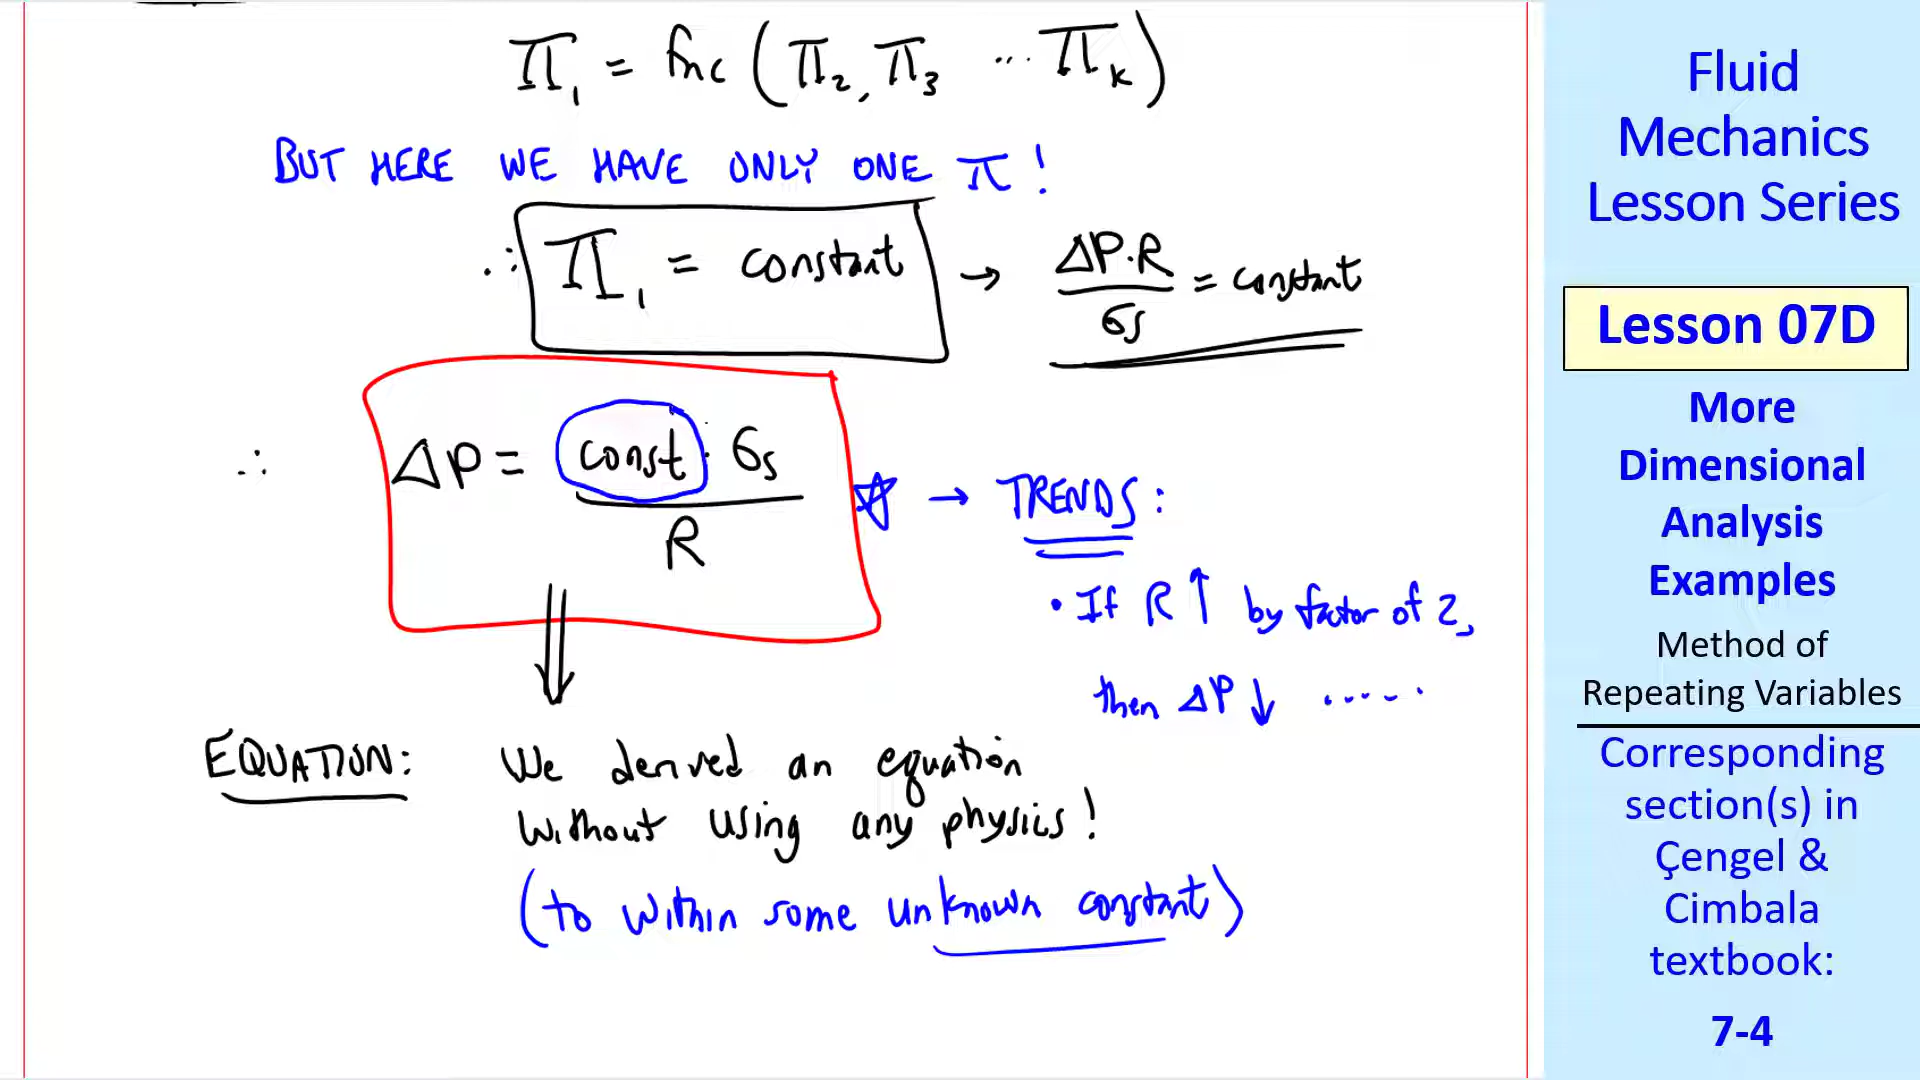 Π₁ = fnc (Π₂, Π₃ ... Πₖ)
BUT HERE WE HAVE ONLY ONE π!
∴ Π₁ = constant → ΔP·R/σs = constant
∴ ΔP = const · σs / R
☆ → TRENDS:
• If R ↑ by factor of 2,
then ΔP ↓ ......
EQUATION: We derived an equation
without using any physics!
(to within some unknown constant)
Fluid
Mechanics
Lesson Series
Lesson 07D
More
Dimensional
Analysis
Examples
Method of
Repeating Variables
Corresponding
section(s) in
Çengel &
Cimbala
textbook:
7-4